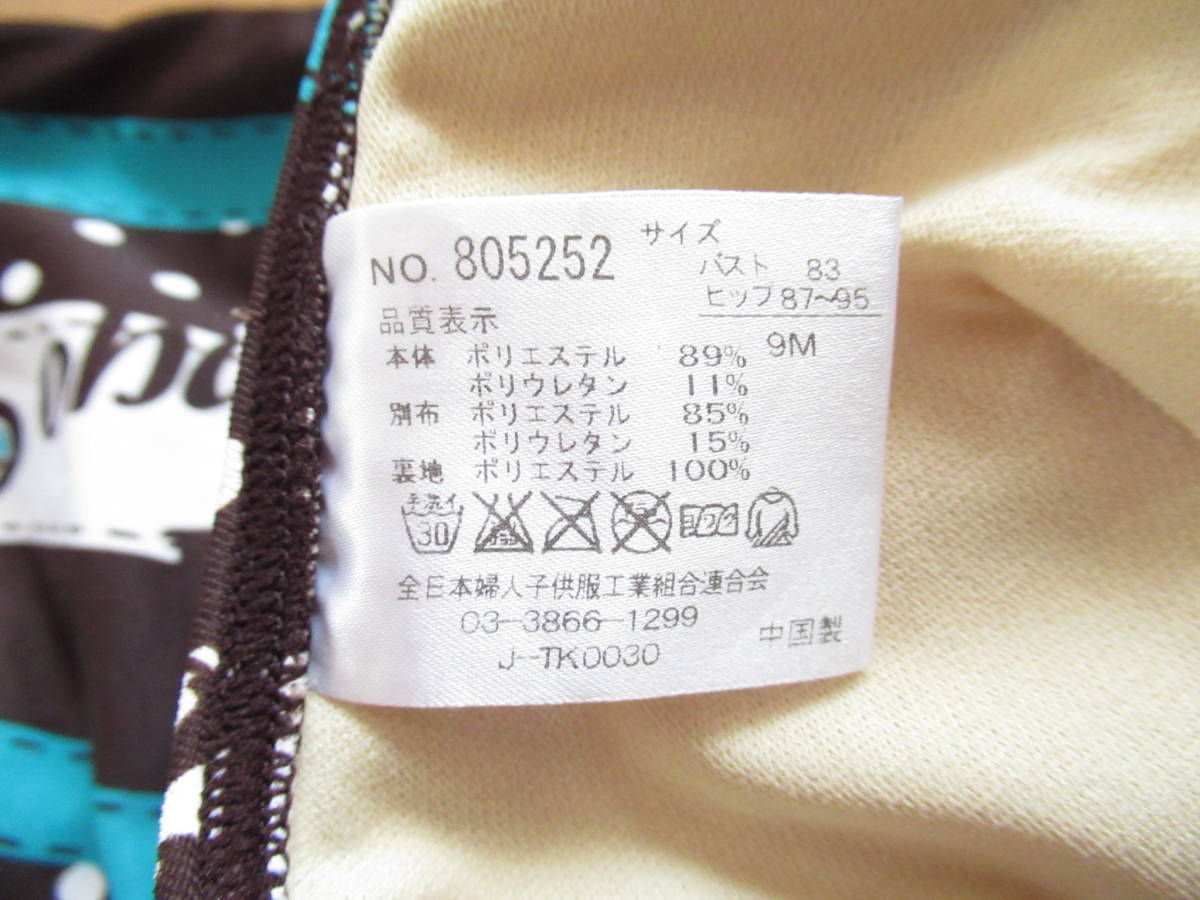 NO. 805252
サイズ
バスト 83
ヒップ 87〜95
9M
品質表示
本体 ポリエステル 89%
ポリウレタン 11%
別布 ポリエステル 85%
ポリウレタン 15%
裏地 ポリエステル 100%
手洗イ
30
全日本婦人子供服工業組合連合会
03-3866-1299
J-TK0030
中国製